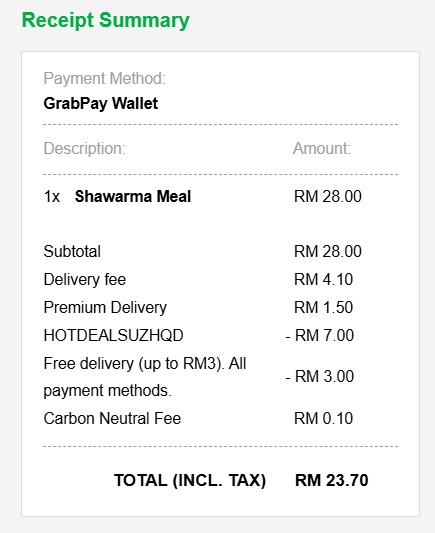 Receipt Summary
Payment Method:
GrabPay Wallet
Description: Amount:
1x Shawarma Meal RM 28.00
Subtotal RM 28.00
Delivery fee RM 4.10
Premium Delivery RM 1.50
HOTDEALSUZHQD - RM 7.00
Free delivery (up to RM3). All
payment methods. - RM 3.00
Carbon Neutral Fee RM 0.10
TOTAL (INCL. TAX) RM 23.70